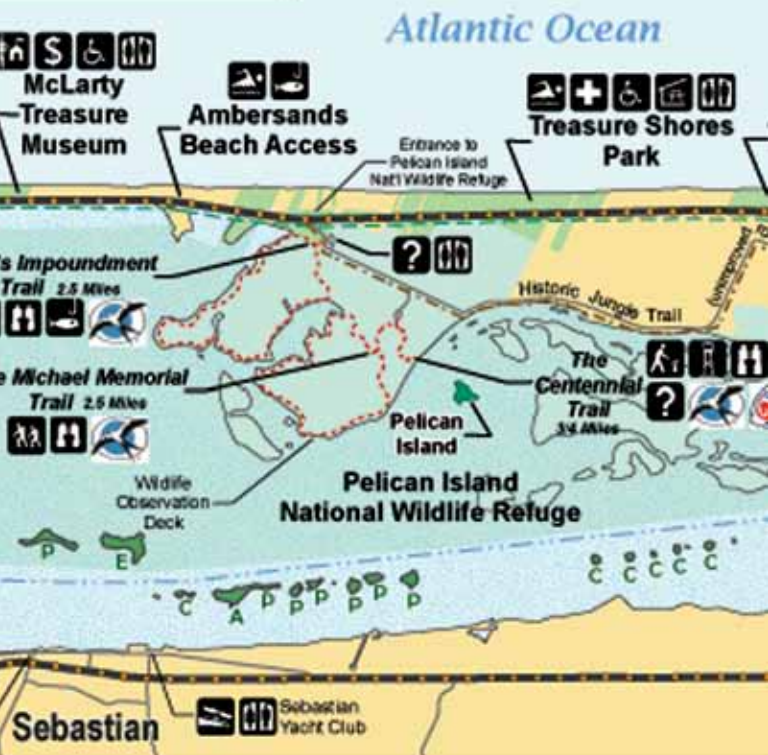 Atlantic Ocean
McLarty
Treasure
Museum
Ambersands
Beach Access
Entrance to
Pelican Island
Nat'l Wildlife Refuge
Treasure Shores
Park
s Impoundment
Trail 2.5 Miles
?
Historic Jungle Trail
(unimproved
e Michael Memorial
Trail 2.5 Miles
The
Centennial
Trail
3/4 Miles
?
Pelican
Island
Wildlife
Observation
Deck
Pelican Island
National Wildlife Refuge
P
E
C
A
P
P
P
P
P
P
C
C
C
C
C
Sebastian
Sebastian
Yacht Club
$